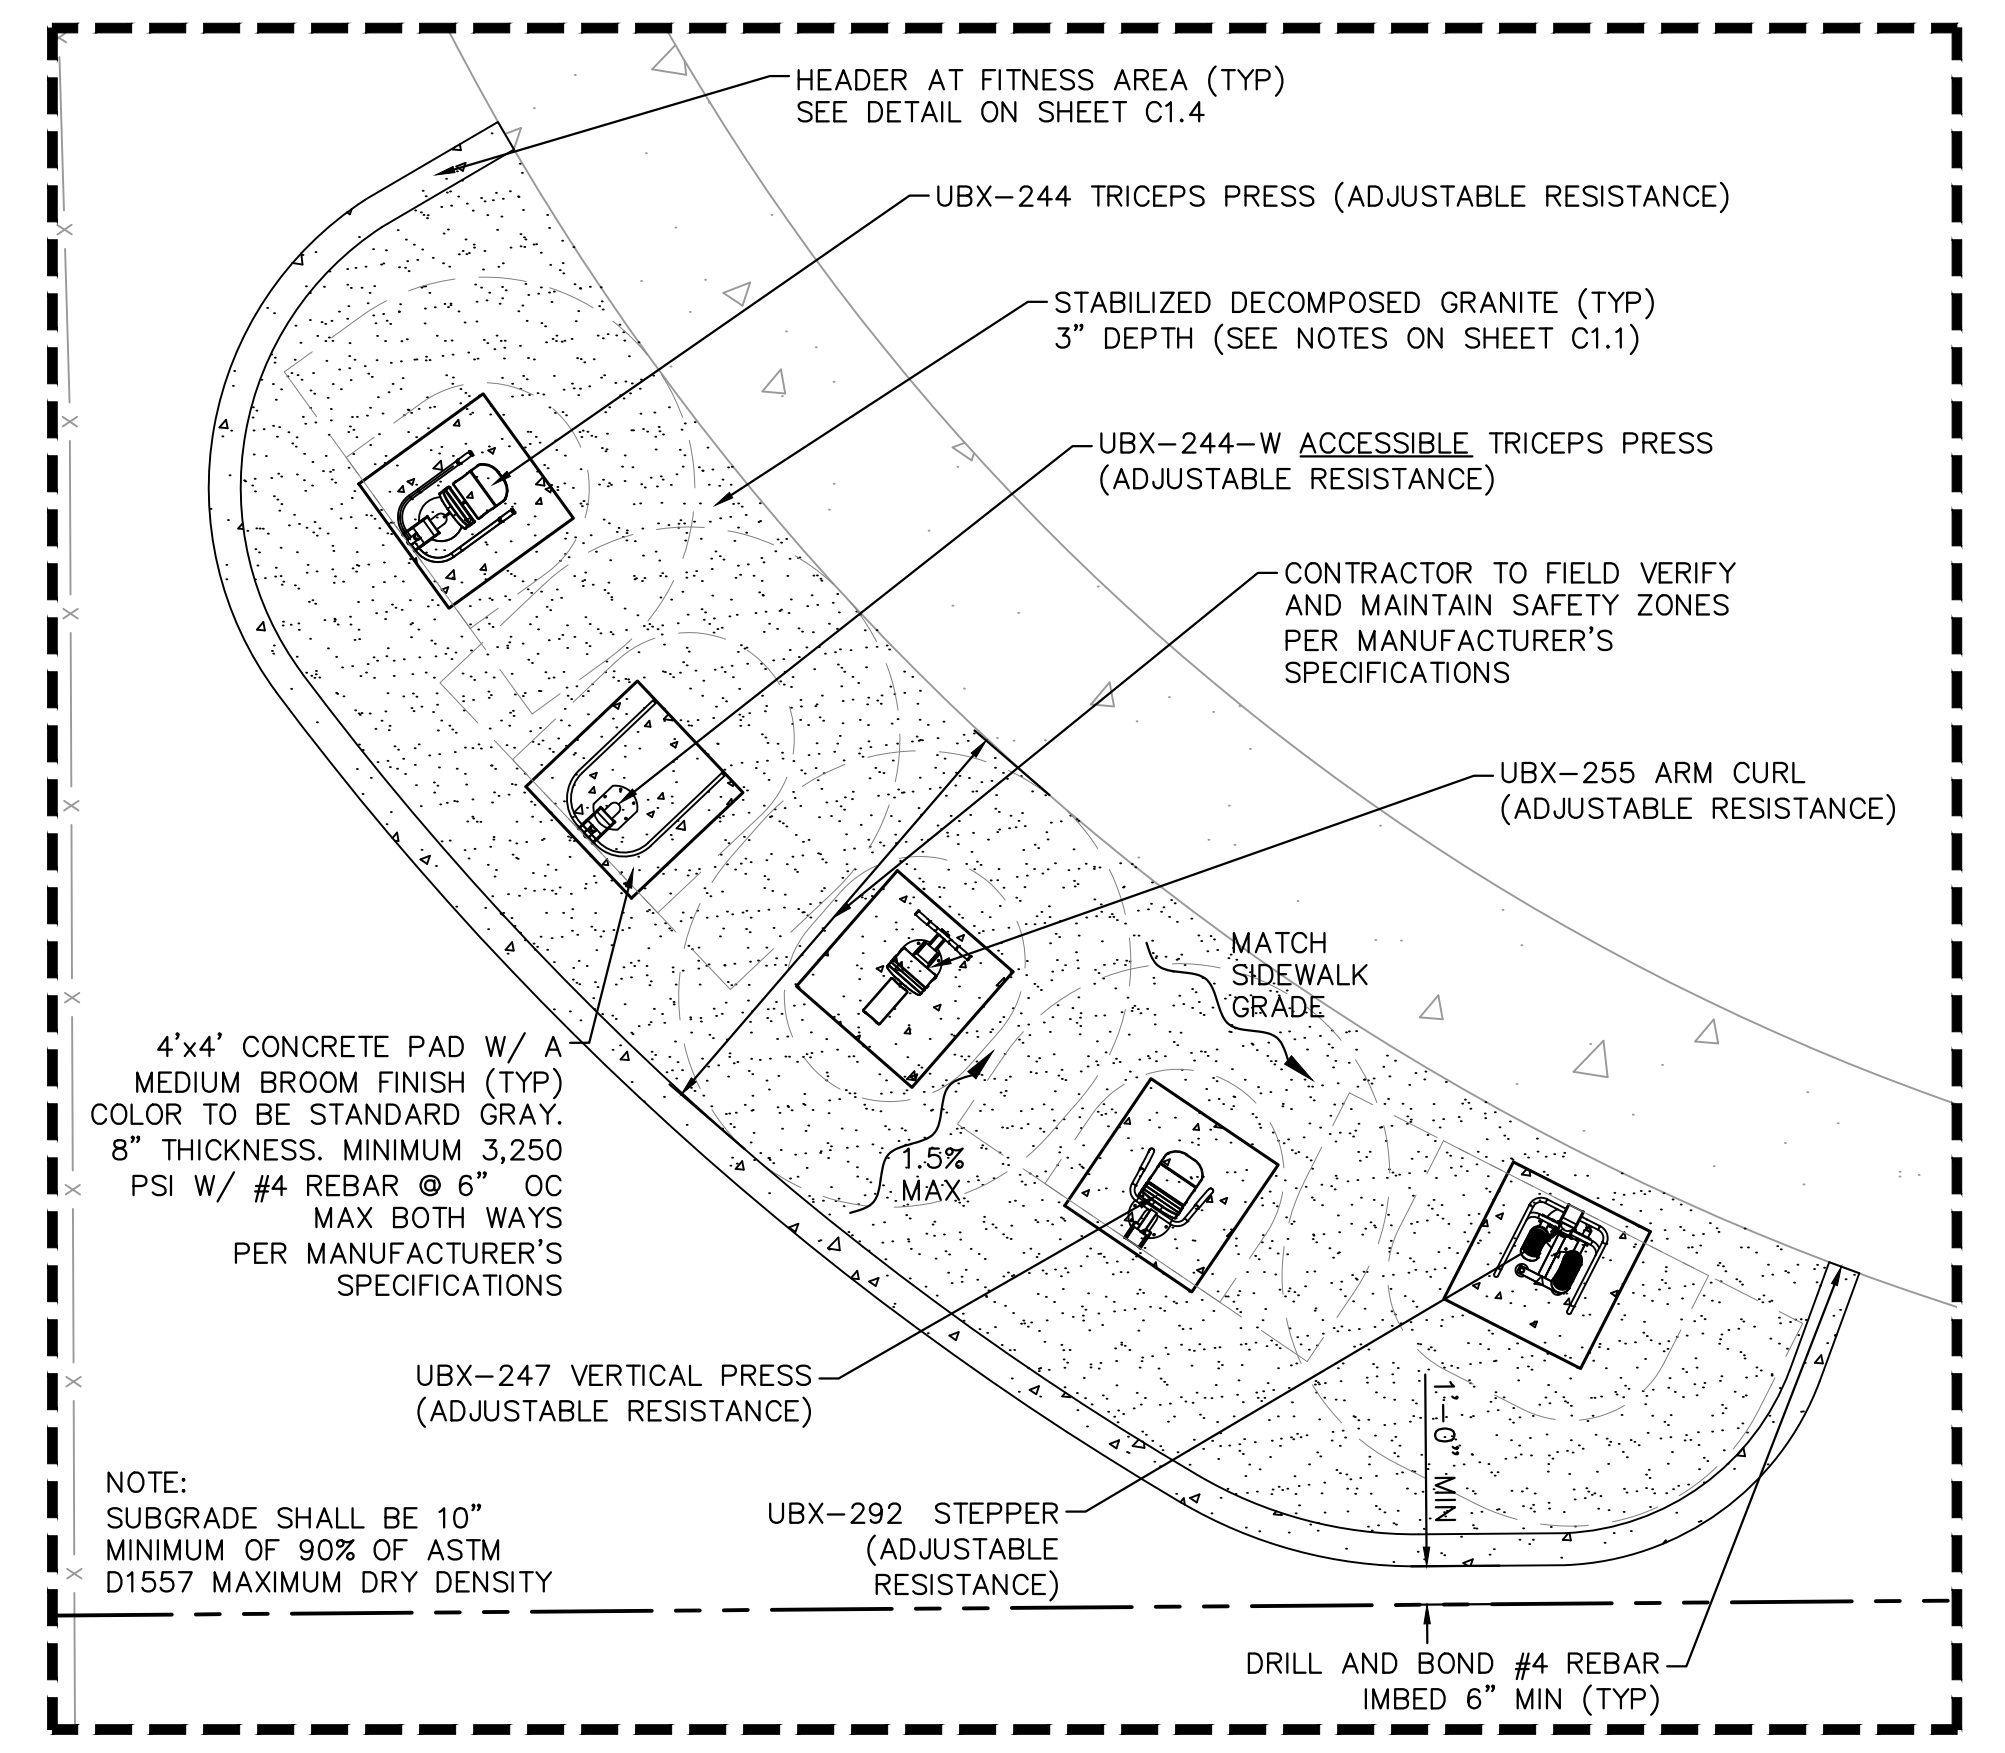 HEADER AT FITNESS AREA (TYP)
SEE DETAIL ON SHEET C1.4
UBX-244 TRICEPS PRESS (ADJUSTABLE RESISTANCE)
STABILIZED DECOMPOSED GRANITE (TYP)
3" DEPTH (SEE NOTES ON SHEET C1.1)
UBX-244-W ACCESSIBLE TRICEPS PRESS
(ADJUSTABLE RESISTANCE)
CONTRACTOR TO FIELD VERIFY
AND MAINTAIN SAFETY ZONES
PER MANUFACTURER'S
SPECIFICATIONS
UBX-255 ARM CURL
(ADJUSTABLE RESISTANCE)
MATCH
SIDEWALK
GRADE
4'x4' CONCRETE PAD W/ A
MEDIUM BROOM FINISH (TYP)
COLOR TO BE STANDARD GRAY.
8" THICKNESS. MINIMUM 3,250
PSI W/ #4 REBAR @ 6" OC
MAX BOTH WAYS
PER MANUFACTURER'S
SPECIFICATIONS
1.5%
MAX
UBX-247 VERTICAL PRESS
(ADJUSTABLE RESISTANCE)
1'-0" MIN
NOTE:
SUBGRADE SHALL BE 10"
MINIMUM OF 90% OF ASTM
D1557 MAXIMUM DRY DENSITY
UBX-292 STEPPER
(ADJUSTABLE
RESISTANCE)
DRILL AND BOND #4 REBAR
IMBED 6" MIN (TYP)